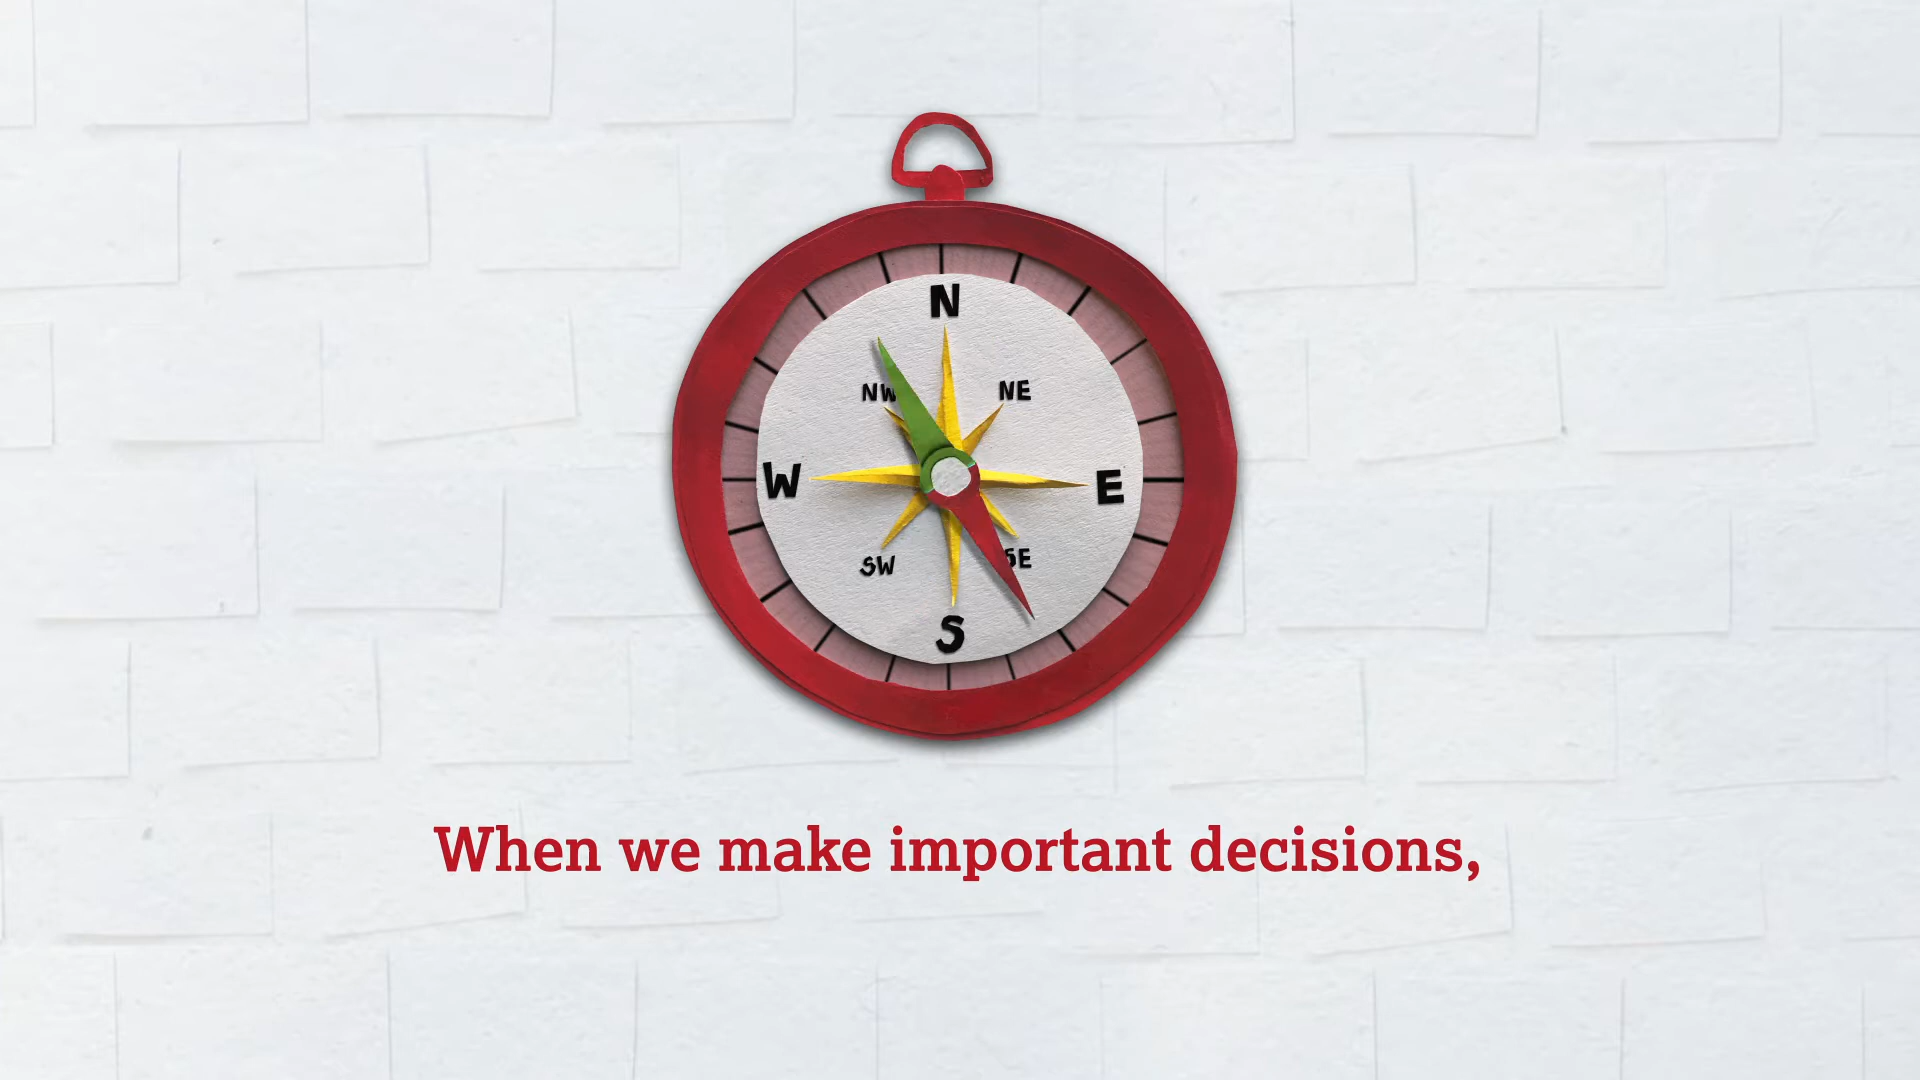 N
NW NE
W E
SW SE
S
When we make important decisions,